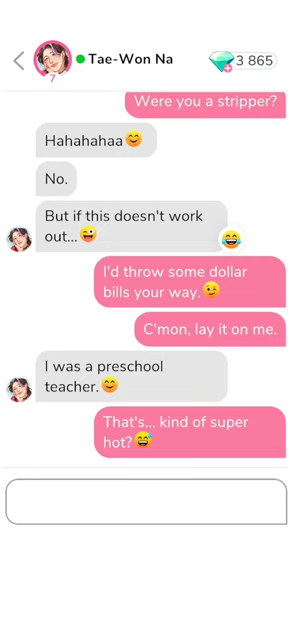 Tae-Won Na
3 865
7
Were you a stripper?
Hahahahaa😊
No.
But if this doesn't work
out...😜
😂
I'd throw some dollar
bills your way.😉
C'mon, lay it on me.
I was a preschool
teacher.😊
That's... kind of super
hot?😅